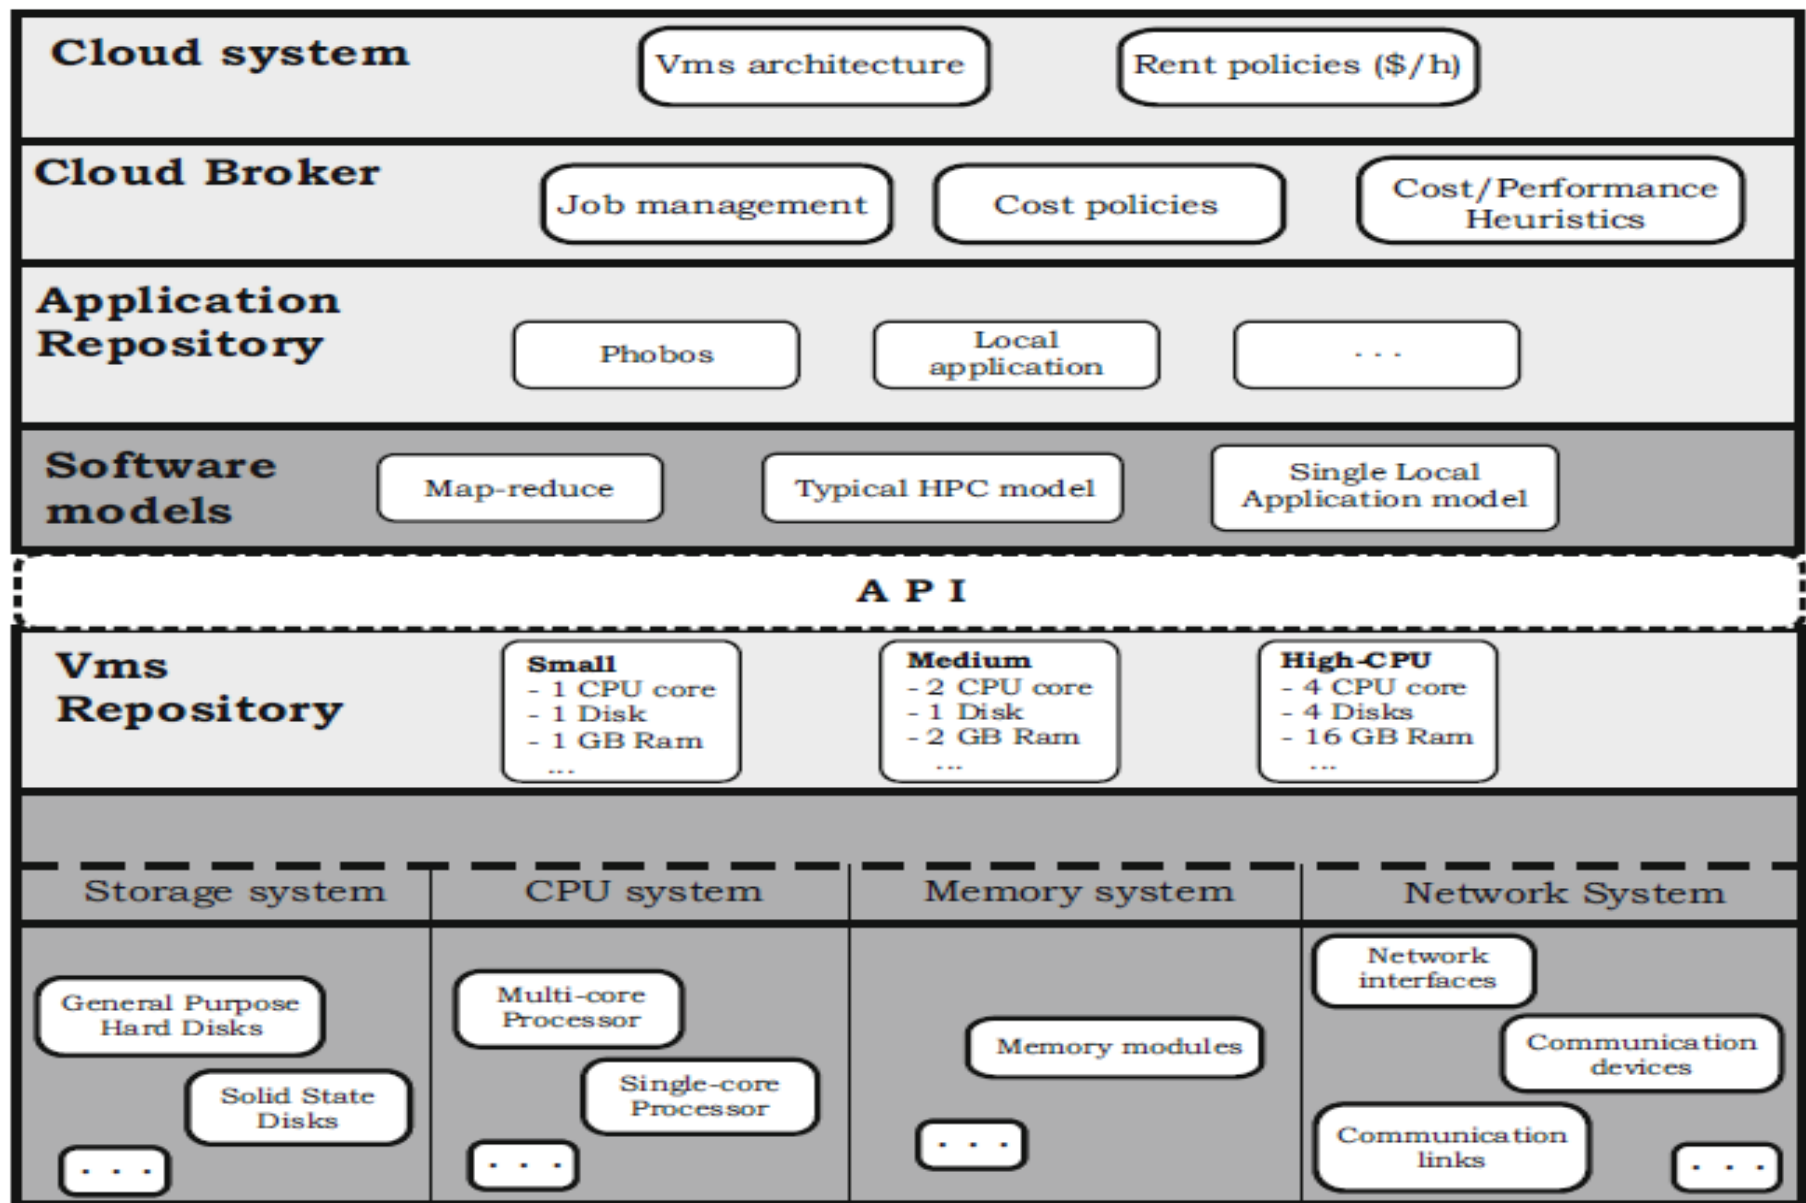 Cloud system
Vms architecture
Rent policies ($/h)
Cloud Broker
Job management
Cost policies
Cost/Performance
Heuristics
Application
Repository
Phobos
Local
application
. . .
Software
models
Map-reduce
Typical HPC model
Single Local
Application model
A P I
Vms
Repository
Small
- 1 CPU core
- 1 Disk
- 1 GB Ram
...
Medium
- 2 CPU core
- 1 Disk
- 2 GB Ram
...
High-CPU
- 4 CPU core
- 4 Disks
- 16 GB Ram
...
Storage system
CPU system
Memory system
Network System
General Purpose
Hard Disks
Solid State
Disks
. . .
Multi-core
Processor
Single-core
Processor
. . .
Memory modules
. . .
Network
interfaces
Communication
devices
Communication
links
. . .